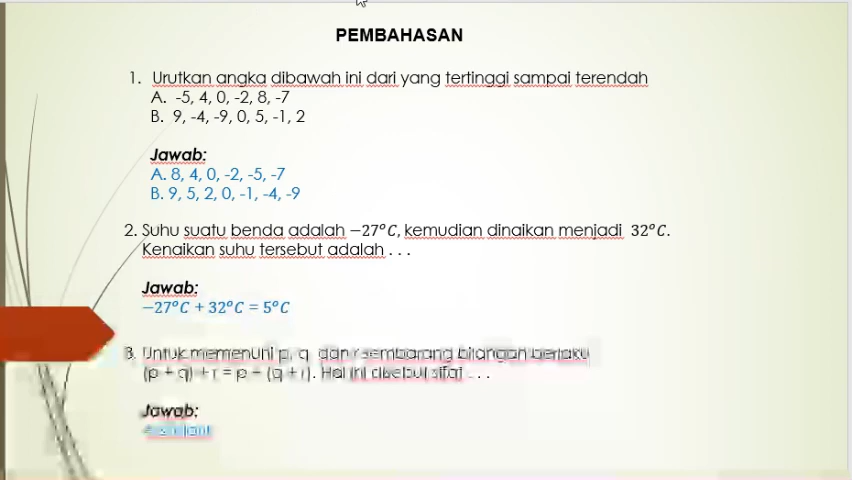 PEMBAHASAN
1. Urutkan angka dibawah ini dari yang tertinggi sampai terendah
A. -5, 4, 0, -2, 8, -7
B. 9, -4, -9, 0, 5, -1, 2
Jawab:
A. 8, 4, 0, -2, -5, -7
B. 9, 5, 2, 0, -1, -4, -9
2. Suhu suatu benda adalah −27°C, kemudian dinaikan menjadi 32°C.
Kenaikan suhu tersebut adalah . . .
Jawab:
−27°C + 32°C = 5°C
3. Untuk memenuhi p, q dan r sembarang bilangan berlaku
(p + q) + r = p + (q + r). Hal ini disebut sifat . . .
Jawab: